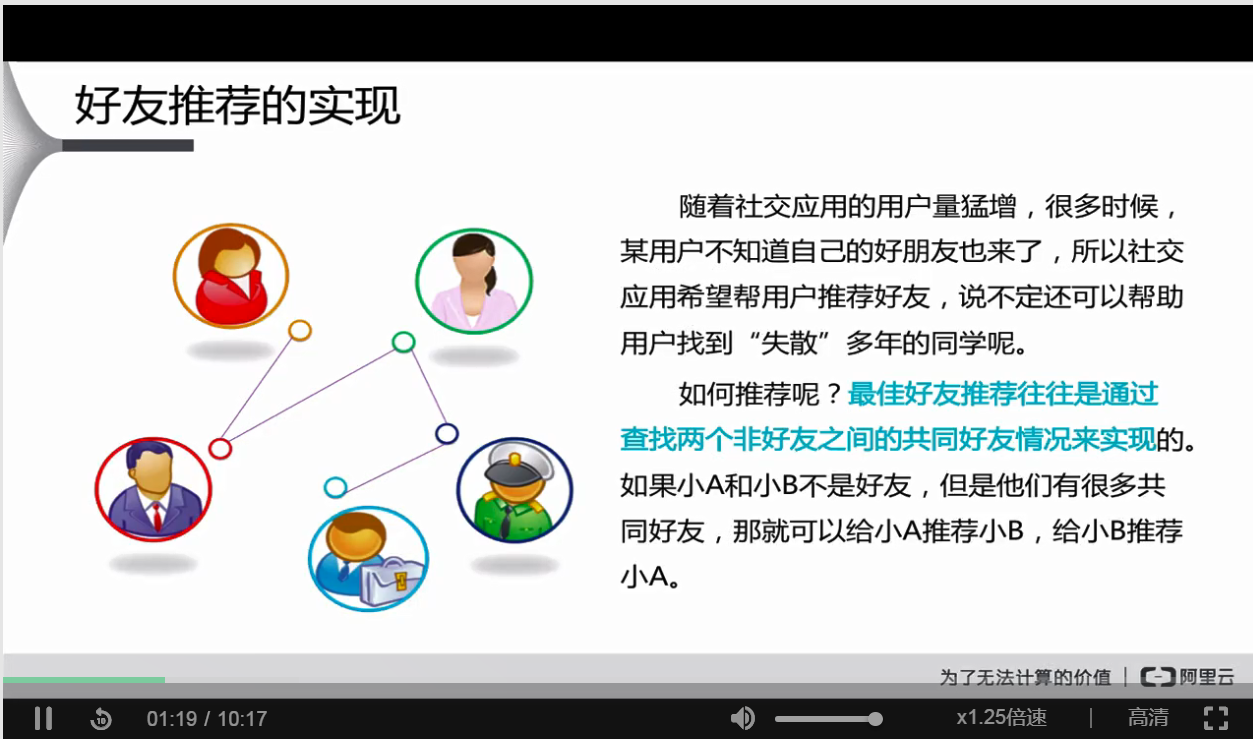 好友推荐的实现
随着社交应用的用户量猛增，很多时候，
某用户不知道自己的好朋友也来了，所以社交
应用希望帮用户推荐好友，说不定还可以帮助
用户找到“失散”多年的同学呢。
如何推荐呢？最佳好友推荐往往是通过
查找两个非好友之间的共同好友情况来实现的。
如果小A和小B不是好友，但是他们有很多共
同好友，那就可以给小A推荐小B，给小B推荐
小A。
为了无法计算的价值 | 阿里云
10 01:19 / 10:17 x1.25倍速 | 高清